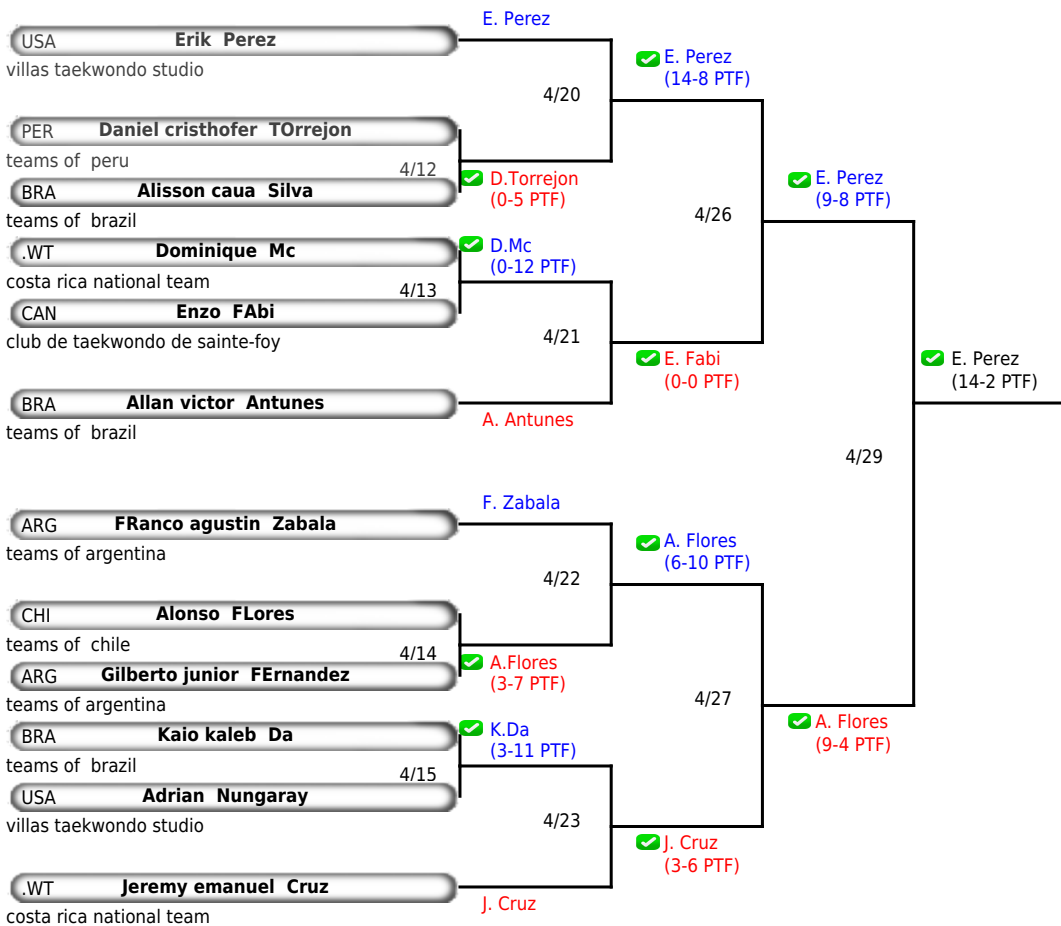 E. Perez
USA Erik Perez
villas taekwondo studio
E. Perez
(14-8 PTF)
4/20
PER Daniel cristhofer TOrrejon
teams of peru
4/12
BRA Alisson caua Silva
teams of brazil
D.Torrejon
(0-5 PTF)
E. Perez
(9-8 PTF)
4/26
.WT Dominique Mc
costa rica national team
D.Mc
(0-12 PTF)
4/13
CAN Enzo FAbi
club de taekwondo de sainte-foy
4/21
E. Fabi
(0-0 PTF)
E. Perez
(14-2 PTF)
BRA Allan victor Antunes
teams of brazil
A. Antunes
4/29
F. Zabala
ARG FRanco agustin Zabala
teams of argentina
A. Flores
(6-10 PTF)
4/22
CHI Alonso FLores
teams of chile
4/14
ARG Gilberto junior FErnandez
teams of argentina
A.Flores
(3-7 PTF)
4/27
BRA Kaio kaleb Da
teams of brazil
K.Da
(3-11 PTF)
A. Flores
(9-4 PTF)
4/15
USA Adrian Nungaray
villas taekwondo studio
4/23
J. Cruz
(3-6 PTF)
.WT Jeremy emanuel Cruz
costa rica national team
J. Cruz